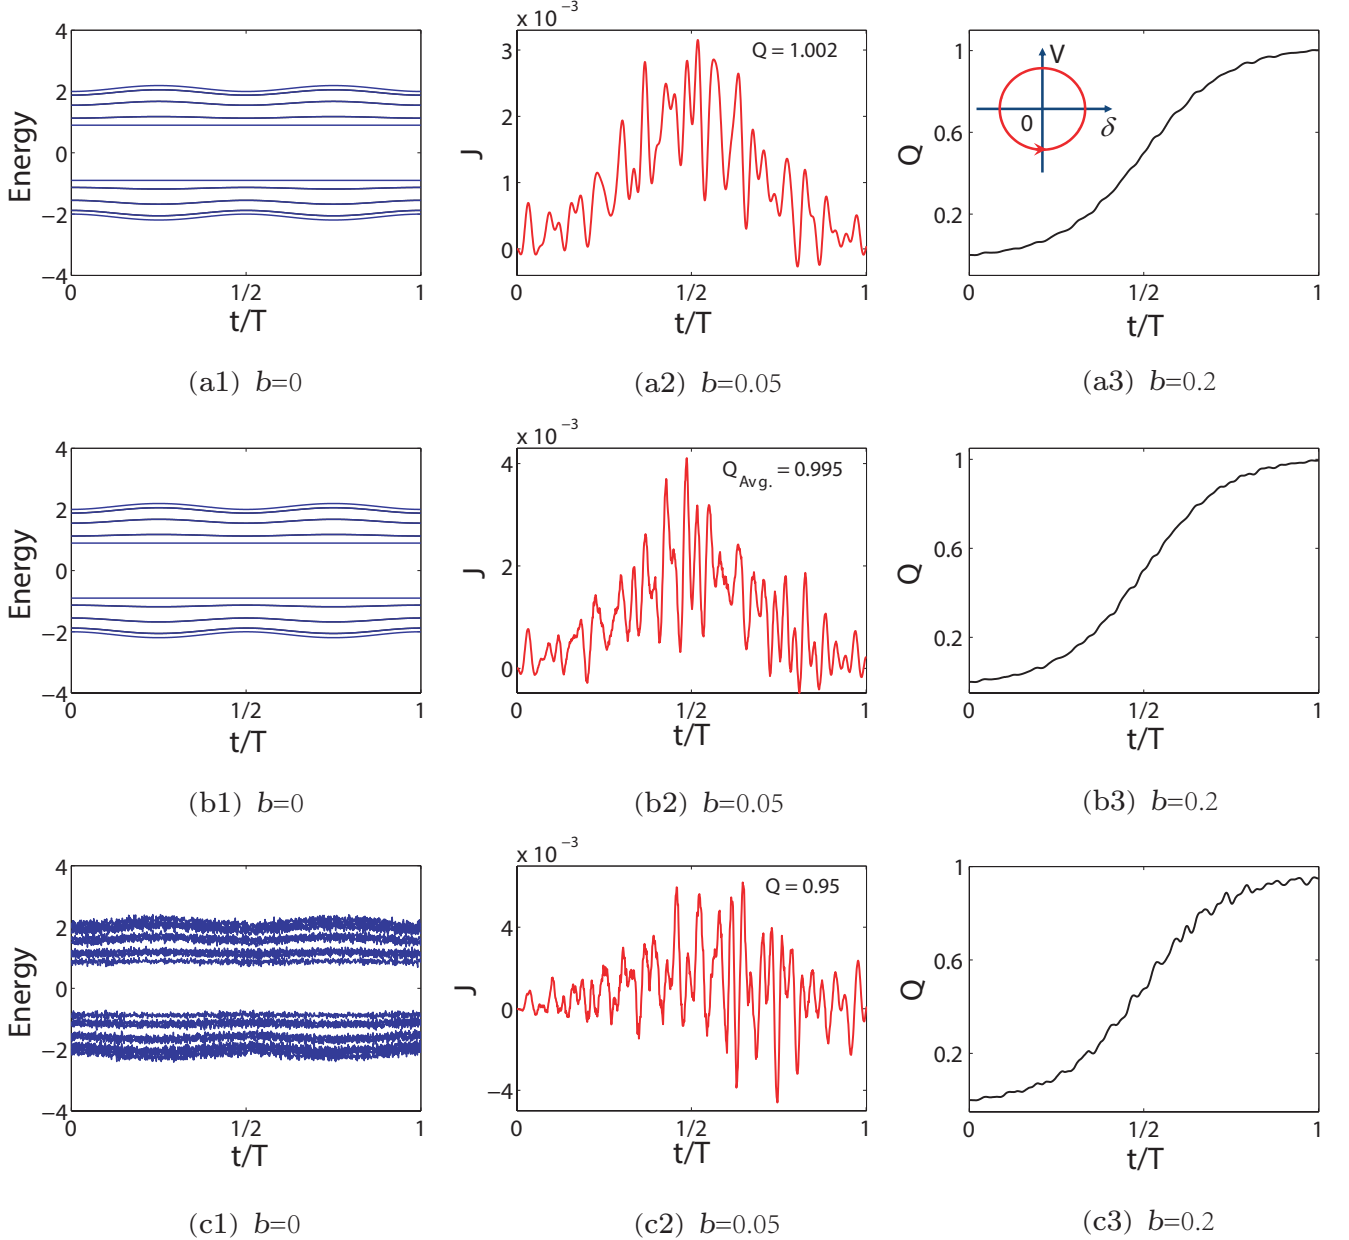 4
2
0
−2
−4
Energy
0
1/2
1
t/T
(a1) b=0
x 10⁻³
3
2
1
0
J
Q = 1.002
0
1/2
1
t/T
(a2) b=0.05
1
0.6
0.2
Q
V
0
δ
0
1/2
1
t/T
(a3) b=0.2
4
2
0
−2
−4
Energy
0
1/2
1
t/T
(b1) b=0
x 10⁻³
4
2
0
J
Q_Avg. = 0.995
0
1/2
1
t/T
(b2) b=0.05
1
0.6
0.2
Q
0
1/2
1
t/T
(b3) b=0.2
4
2
0
−2
−4
Energy
0
1/2
1
t/T
(c1) b=0
x 10⁻³
4
0
−4
J
Q = 0.95
0
1/2
1
t/T
(c2) b=0.05
1
0.6
0.2
Q
0
1/2
1
t/T
(c3) b=0.2